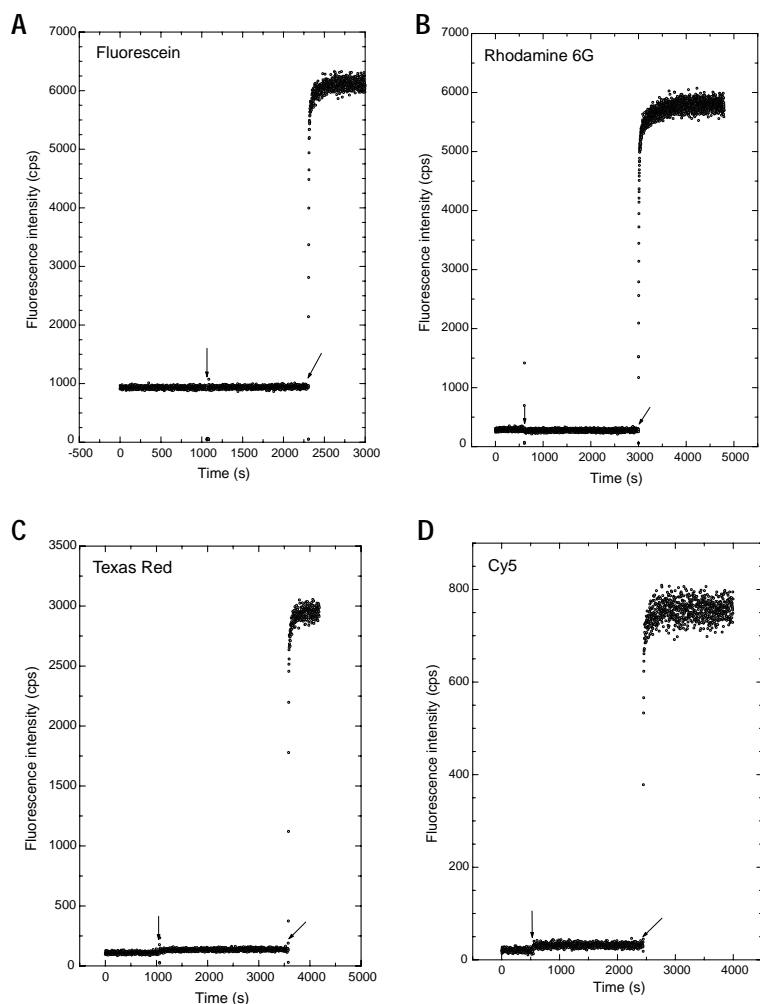 A
Fluorescein
Fluorescence intensity (cps)
7000
6000
5000
4000
3000
2000
1000
0
-500 0 500 1000 1500 2000 2500 3000
Time (s)
B
Rhodamine 6G
Fluorescence intensity (cps)
7000
6000
5000
4000
3000
2000
1000
0
0 1000 2000 3000 4000 5000
Time (s)
C
Texas Red
Fluorescence intensity (cps)
3500
3000
2500
2000
1500
1000
500
0
0 1000 2000 3000 4000 5000
Time (s)
D
Cy5
Fluorescence intensity (cps)
800
600
400
200
0
0 1000 2000 3000 4000
Time (s)